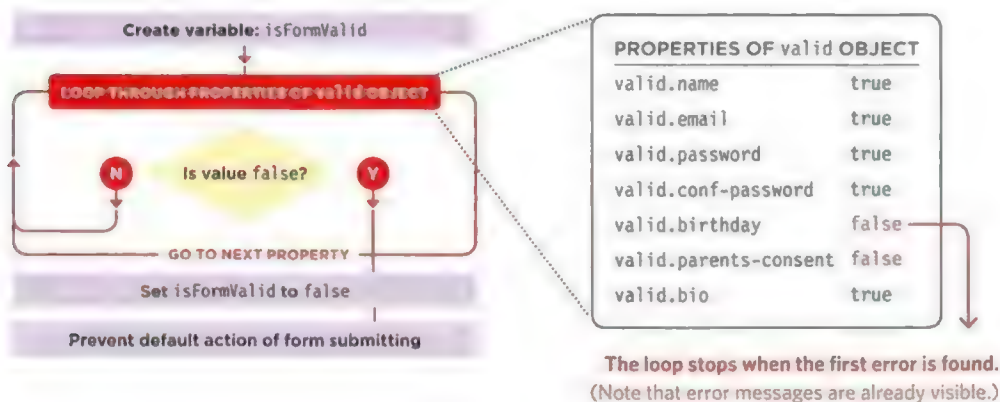 Create variable: isFormValid
LOOP THROUGH PROPERTIES OF valid OBJECT
N
Is value false?
Y
GO TO NEXT PROPERTY
Set isFormValid to false
Prevent default action of form submitting
PROPERTIES OF valid OBJECT
valid.name true
valid.email true
valid.password true
valid.conf-password true
valid.birthday false
valid.parents-consent false
valid.bio true
The loop stops when the first error is found.
(Note that error messages are already visible.)